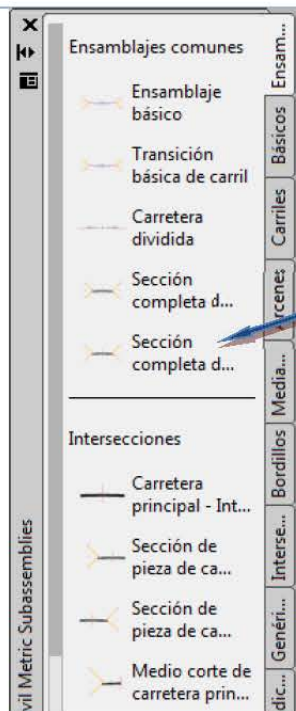 Ensamblajes comunes
Ensamblaje
básico
Transición
básica de carril
Carretera
dividida
Sección
completa d...
Sección
completa d...
Intersecciones
Carretera
principal - Int...
Sección de
pieza de ca...
Sección de
pieza de ca...
Medio corte de
carretera prin...
Ensam...
Básicos
Carriles
rcenes
Media...
Bordillos
Interse...
Genéri...
dic...
vil Metric Subassemblies